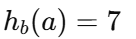 h_b(a) = 7